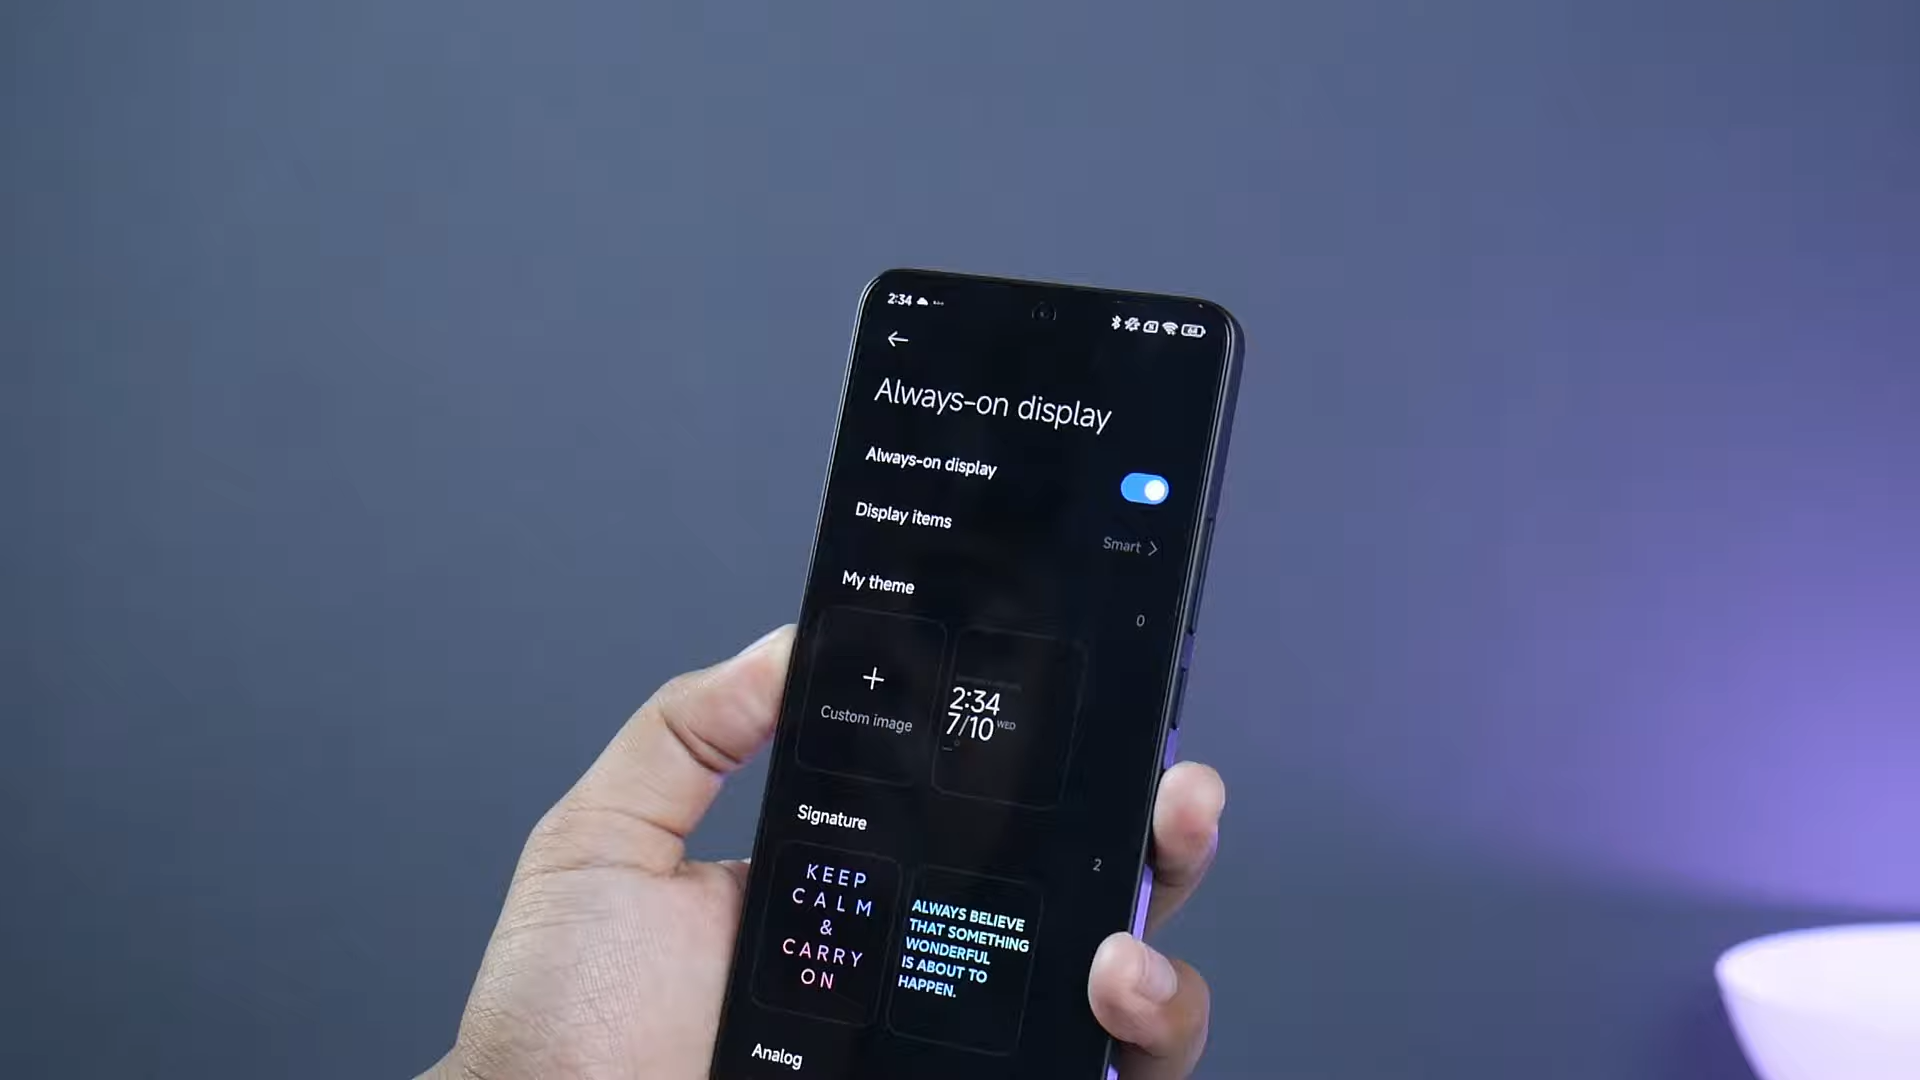 2:34
64
Always-on display
Always-on display
Display items
Smart
My theme
0
Custom image
2:34
7/10 WED
Signature
2
KEEP
CALM
&
CARRY
ON
ALWAYS BELIEVE
THAT SOMETHING
WONDERFUL
IS ABOUT TO
HAPPEN.
Analog